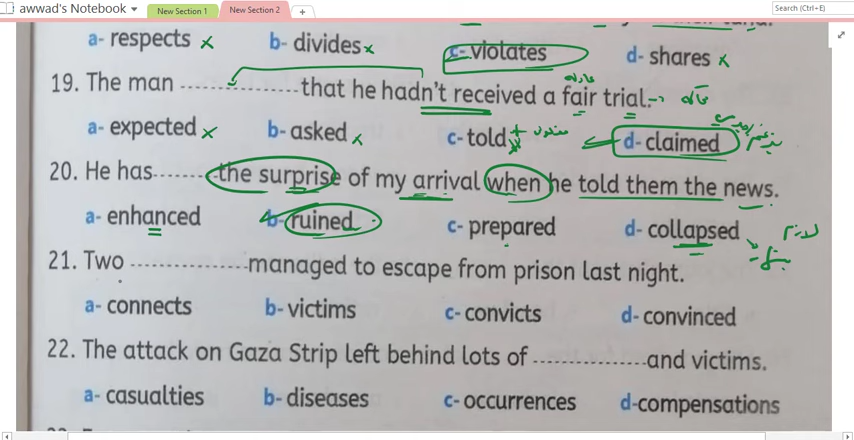 awwad's Notebook
New Section 1
New Section 2
+
Search (Ctrl+E)
a- respects x b- divides x c- violates d- shares x
19. The man .................. that he hadn't received a fair trial.
a- expected x b- asked x c- told + x d- claimed
20. He has.......... the surprise of my arrival when he told them the news.
a- enhanced b- ruined c- prepared d- collapsed
21. Two .................. managed to escape from prison last night.
a- connects b- victims c- convicts d- convinced
22. The attack on Gaza Strip left behind lots of .................. and victims.
a- casualties b- diseases c- occurrences d-compensations